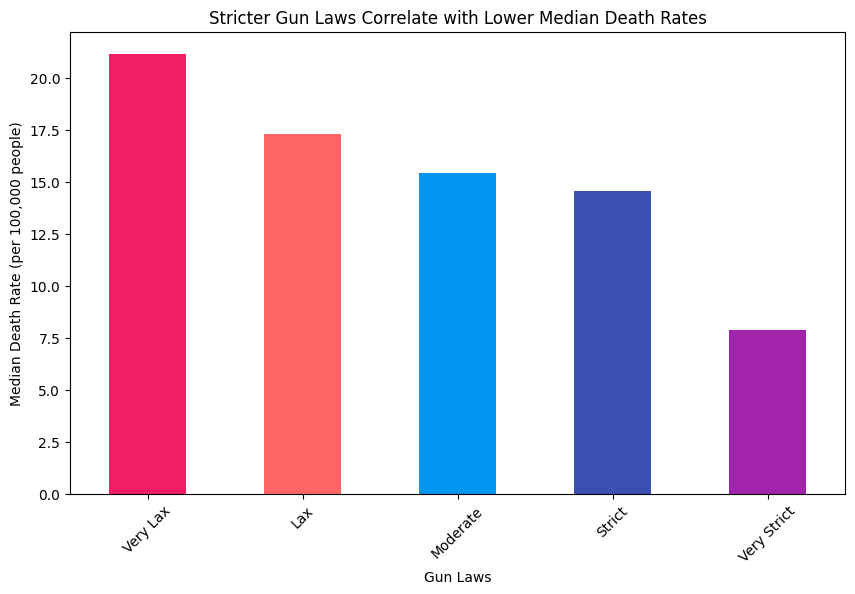 Stricter Gun Laws Correlate with Lower Median Death Rates
Median Death Rate (per 100,000 people)
20.0
17.5
15.0
12.5
10.0
7.5
5.0
2.5
0.0
Very Lax
Lax
Moderate
Strict
Very Strict
Gun Laws